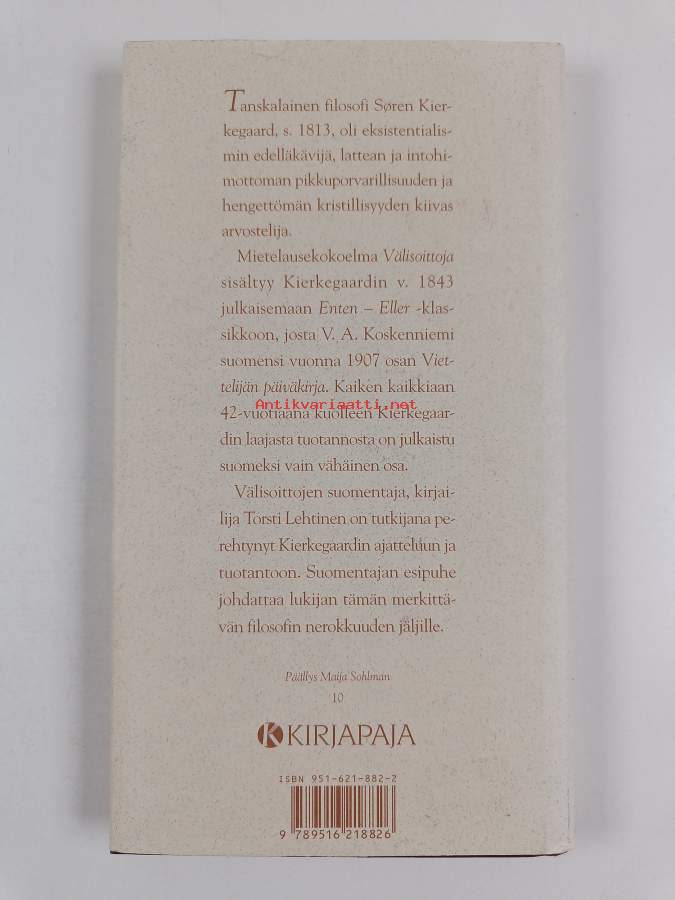 Tanskalainen filosofi Søren Kier-
kegaard, s. 1813, oli eksistentialis-
min edelläkävijä, lattean ja intohi-
mottoman pikkuporvarillisuuden ja
hengettömän kristillisyyden kiivas
arvostelija.
Mietelausekokoelma Välisoittoja
sisältyy Kierkegaardin v. 1843
julkaisemaan Enten – Eller -klas-
sikkoon, josta V. A. Koskenniemi
suomensi vuonna 1907 osan Viet-
telijän päiväkirja. Kaiken kaikkiaan
Antikvariaatti.net
42-vuotiaana kuolleen Kierkegaar-
din laajasta tuotannosta on julkaistu
suomeksi vain vähäinen osa.
Välisoittojen suomentaja, kirjai-
lija Torsti Lehtinen on tutkijana pe-
rehtynyt Kierkegaardin ajatteluun ja
tuotantoon. Suomentajan esipuhe
johdattaa lukijan tämän merkittä-
vän filosofin nerokkuuden jäljille.
Päällys Maija Sohlman
10
K KIRJAPAJA
ISBN 951-621-882-2
9 789516 218826